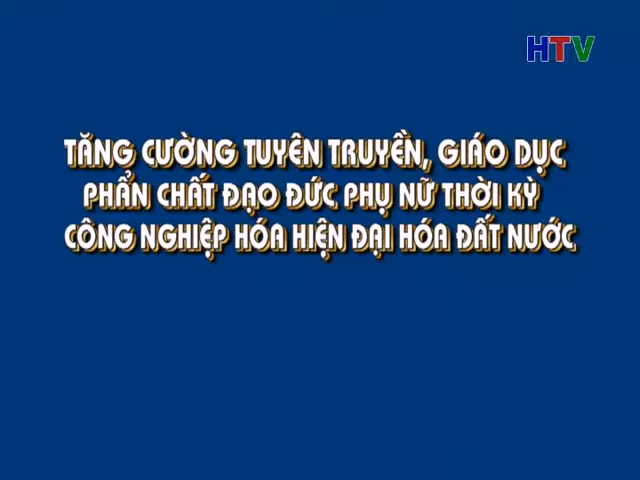 HTV
TĂNG CƯỜNG TUYÊN TRUYỀN, GIÁO DỤC
PHẨN CHẤT ĐẠO ĐỨC PHỤ NỮ THỜI KỲ
CÔNG NGHIỆP HÓA HIỆN ĐẠI HÓA ĐẤT NƯỚC